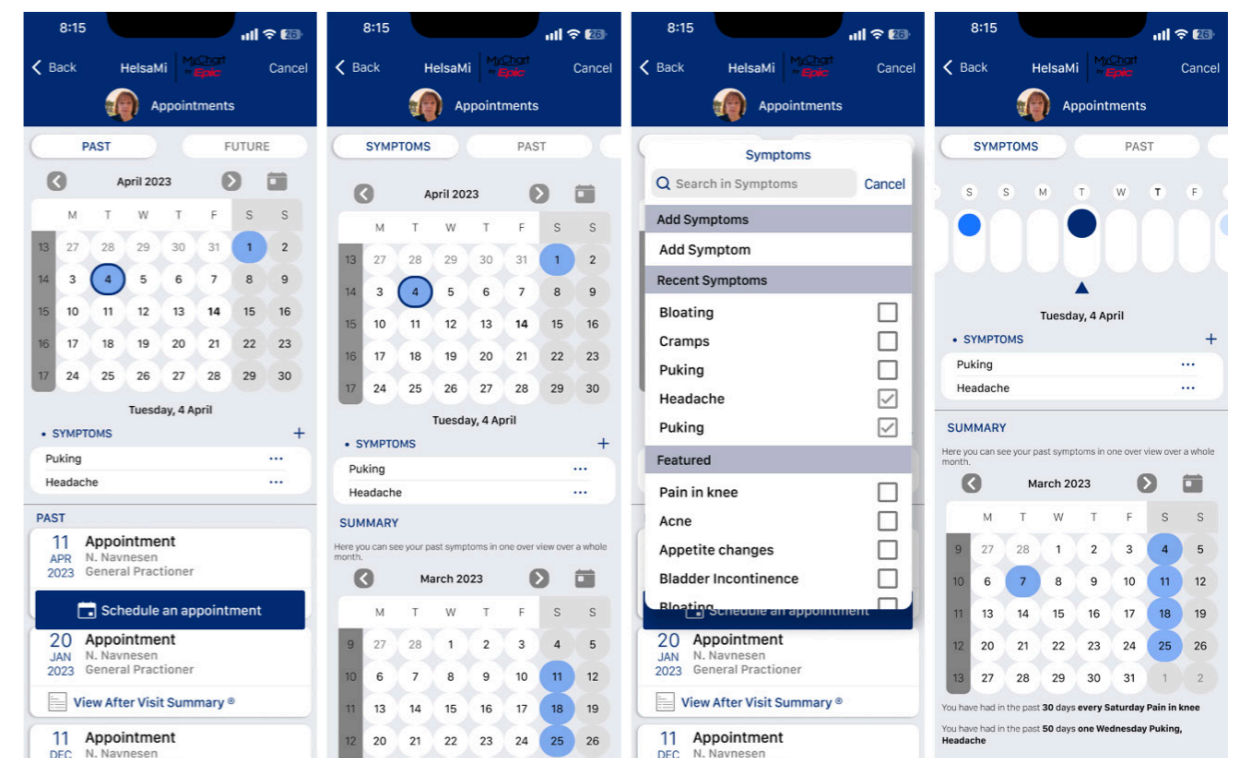 8:15
26
Back
HelsaMi
MyChart
by Epic
Cancel
Appointments
PAST FUTURE
April 2023
M T W T F S S
13 27 28 29 30 31 1 2
14 3 4 5 6 7 8 9
15 10 11 12 13 14 15 16
16 17 18 19 20 21 22 23
17 24 25 26 27 28 29 30
Tuesday, 4 April
• SYMPTOMS +
Puking ...
Headache ...
PAST
11 Appointment
APR N. Navnesen
2023 General Practioner
Schedule an appointment
20 Appointment
JAN N. Navnesen
2023 General Practioner
View After Visit Summary ®
11 Appointment
DEC N. Navnesen
8:15
26
Back
HelsaMi
MyChart
by Epic
Cancel
Appointments
SYMPTOMS PAST
April 2023
M T W T F S S
13 27 28 29 30 31 1 2
14 3 4 5 6 7 8 9
15 10 11 12 13 14 15 16
16 17 18 19 20 21 22 23
17 24 25 26 27 28 29 30
Tuesday, 4 April
• SYMPTOMS +
Puking ...
Headache ...
SUMMARY
Here you can see your past symptoms in one over view over a whole
month.
March 2023
M T W T F S S
9 27 28 1 2 3 4 5
10 6 7 8 9 10 11 12
11 13 14 15 16 17 18 19
12 20 21 22 23 24 25 26
8:15
26
Back
HelsaMi
MyChart
by Epic
Cancel
Appointments
Symptoms
Search in Symptoms Cancel
Add Symptoms
Add Symptom
Recent Symptoms
Bloating
Cramps
Puking
Headache
Puking
Featured
Pain in knee
Acne
Appetite changes
Bladder Incontinence
Bloating
Schedule an appointment
20 Appointment
JAN N. Navnesen
2023 General Practioner
View After Visit Summary ®
11 Appointment
DEC N. Navnesen
8:15
26
Back
HelsaMi
MyChart
by Epic
Cancel
Appointments
SYMPTOMS PAST
S S M T W T F
Tuesday, 4 April
• SYMPTOMS +
Puking ...
Headache ...
SUMMARY
Here you can see your past symptoms in one over view over a whole
month.
March 2023
M T W T F S S
9 27 28 1 2 3 4 5
10 6 7 8 9 10 11 12
11 13 14 15 16 17 18 19
12 20 21 22 23 24 25 26
13 27 28 29 30 31 1 2
You have had in the past 30 days every Saturday Pain in knee
You have had in the past 50 days one Wednesday Puking,
Headache